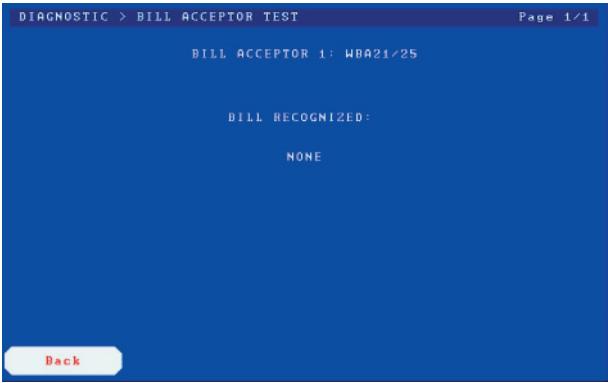 DIAGNOSTIC > BILL ACCEPTOR TEST Page 1/1
BILL ACCEPTOR 1: WBA21/25
BILL RECOGNIZED:
NONE
Back